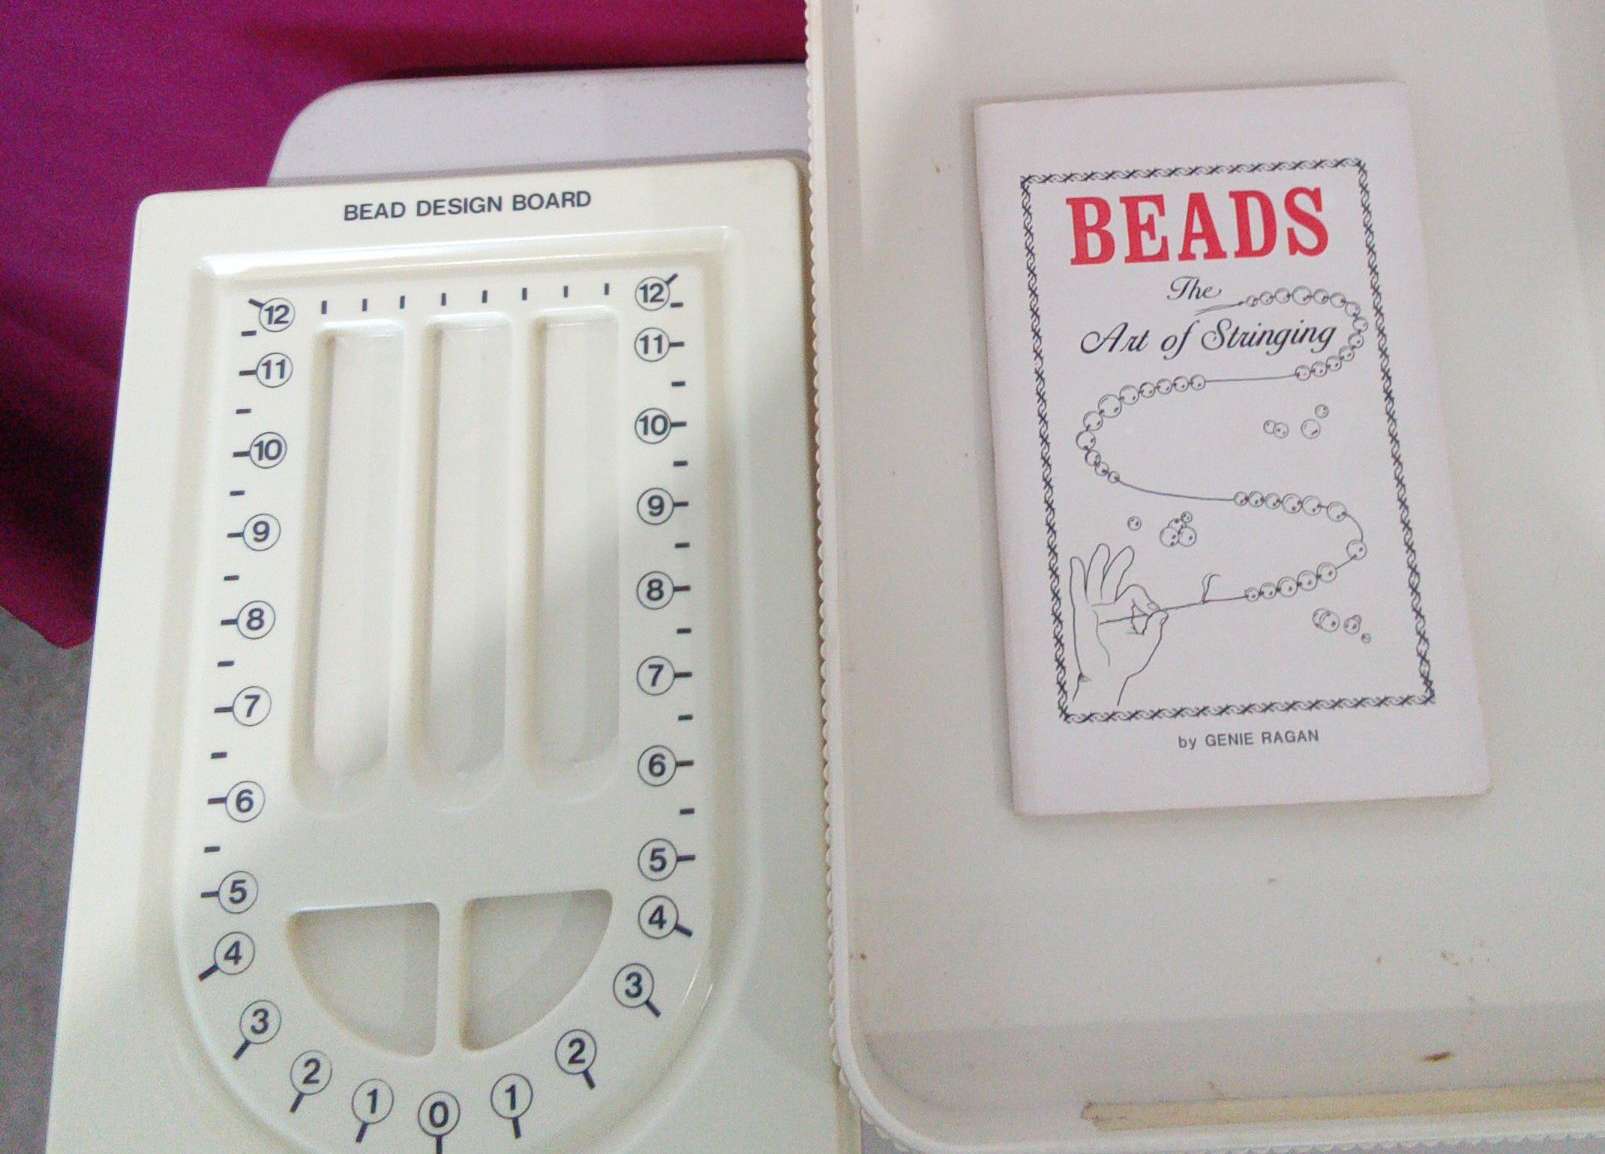 BEAD DESIGN BOARD
12 12
11 11
10 10
9 9
8 8
7 7
6 6
5 5
4 4
3 3
2 2
1 0 1
BEADS
The
Art of Stringing
by GENIE RAGAN